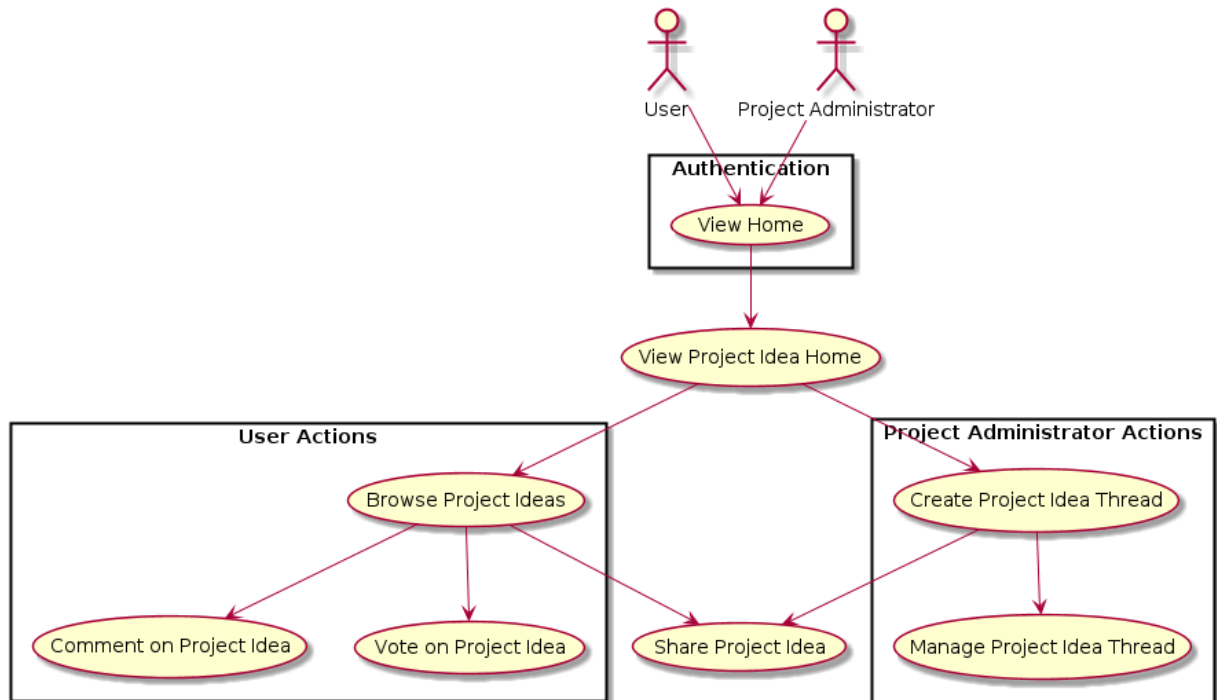 User
Project Administrator
Authentication
View Home
View Project Idea Home
User Actions
Project Administrator Actions
Browse Project Ideas
Create Project Idea Thread
Comment on Project Idea
Vote on Project Idea
Share Project Idea
Manage Project Idea Thread